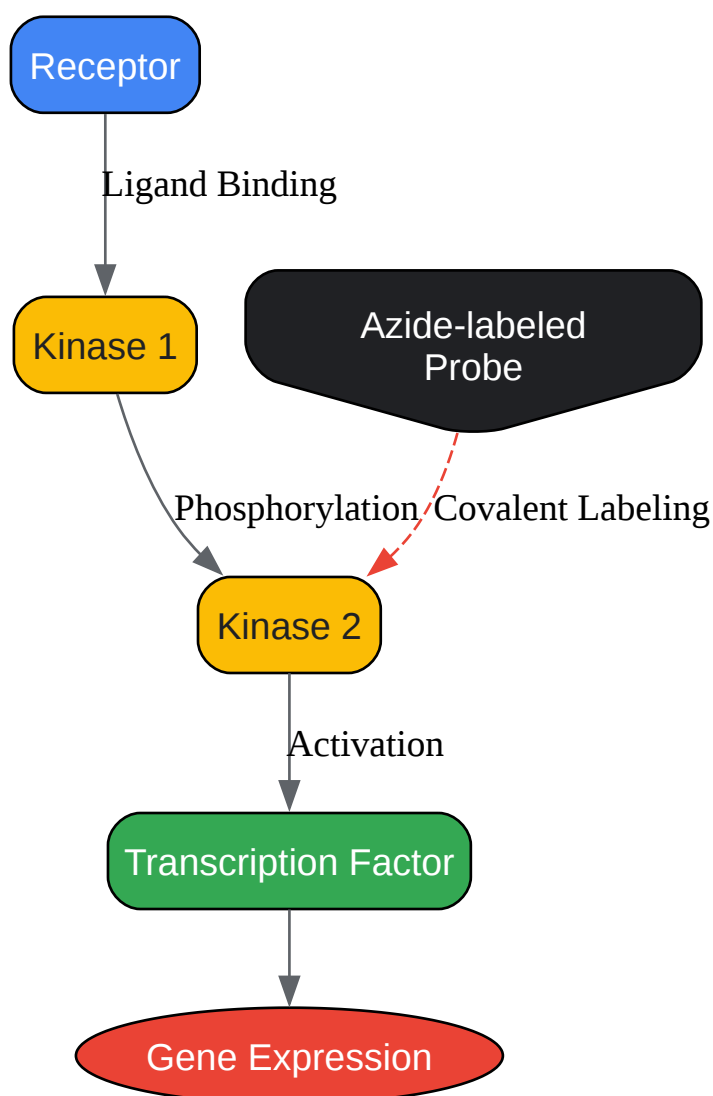 Receptor
Ligand Binding
Kinase 1
Azide-labeled
Probe
Phosphorylation
Covalent Labeling
Kinase 2
Activation
Transcription Factor
Gene Expression